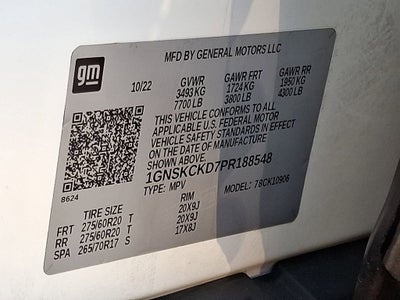 gm
MFD BY GENERAL MOTORS LLC
10/22 GVWR GAWR FRT GAWR RR
3493 KG 1724 KG 1950 KG
7700 LB 3800 LB 4300 LB
THIS VEHICLE CONFORMS TO ALL
APPLICABLE U.S. FEDERAL MOTOR
VEHICLE SAFETY STANDARDS IN EFFECT
ON THE DATE OF MANUFACTURE
SHOWN ABOVE.
1GNSKCKD7PR188548
8624 TYPE: MPV MODEL: 78CK10906
TIRE SIZE RIM
FRT 275/60R20 T 20X9J
RR 275/60R20 T 20X9J
SPA 265/70R17 S 17X8J